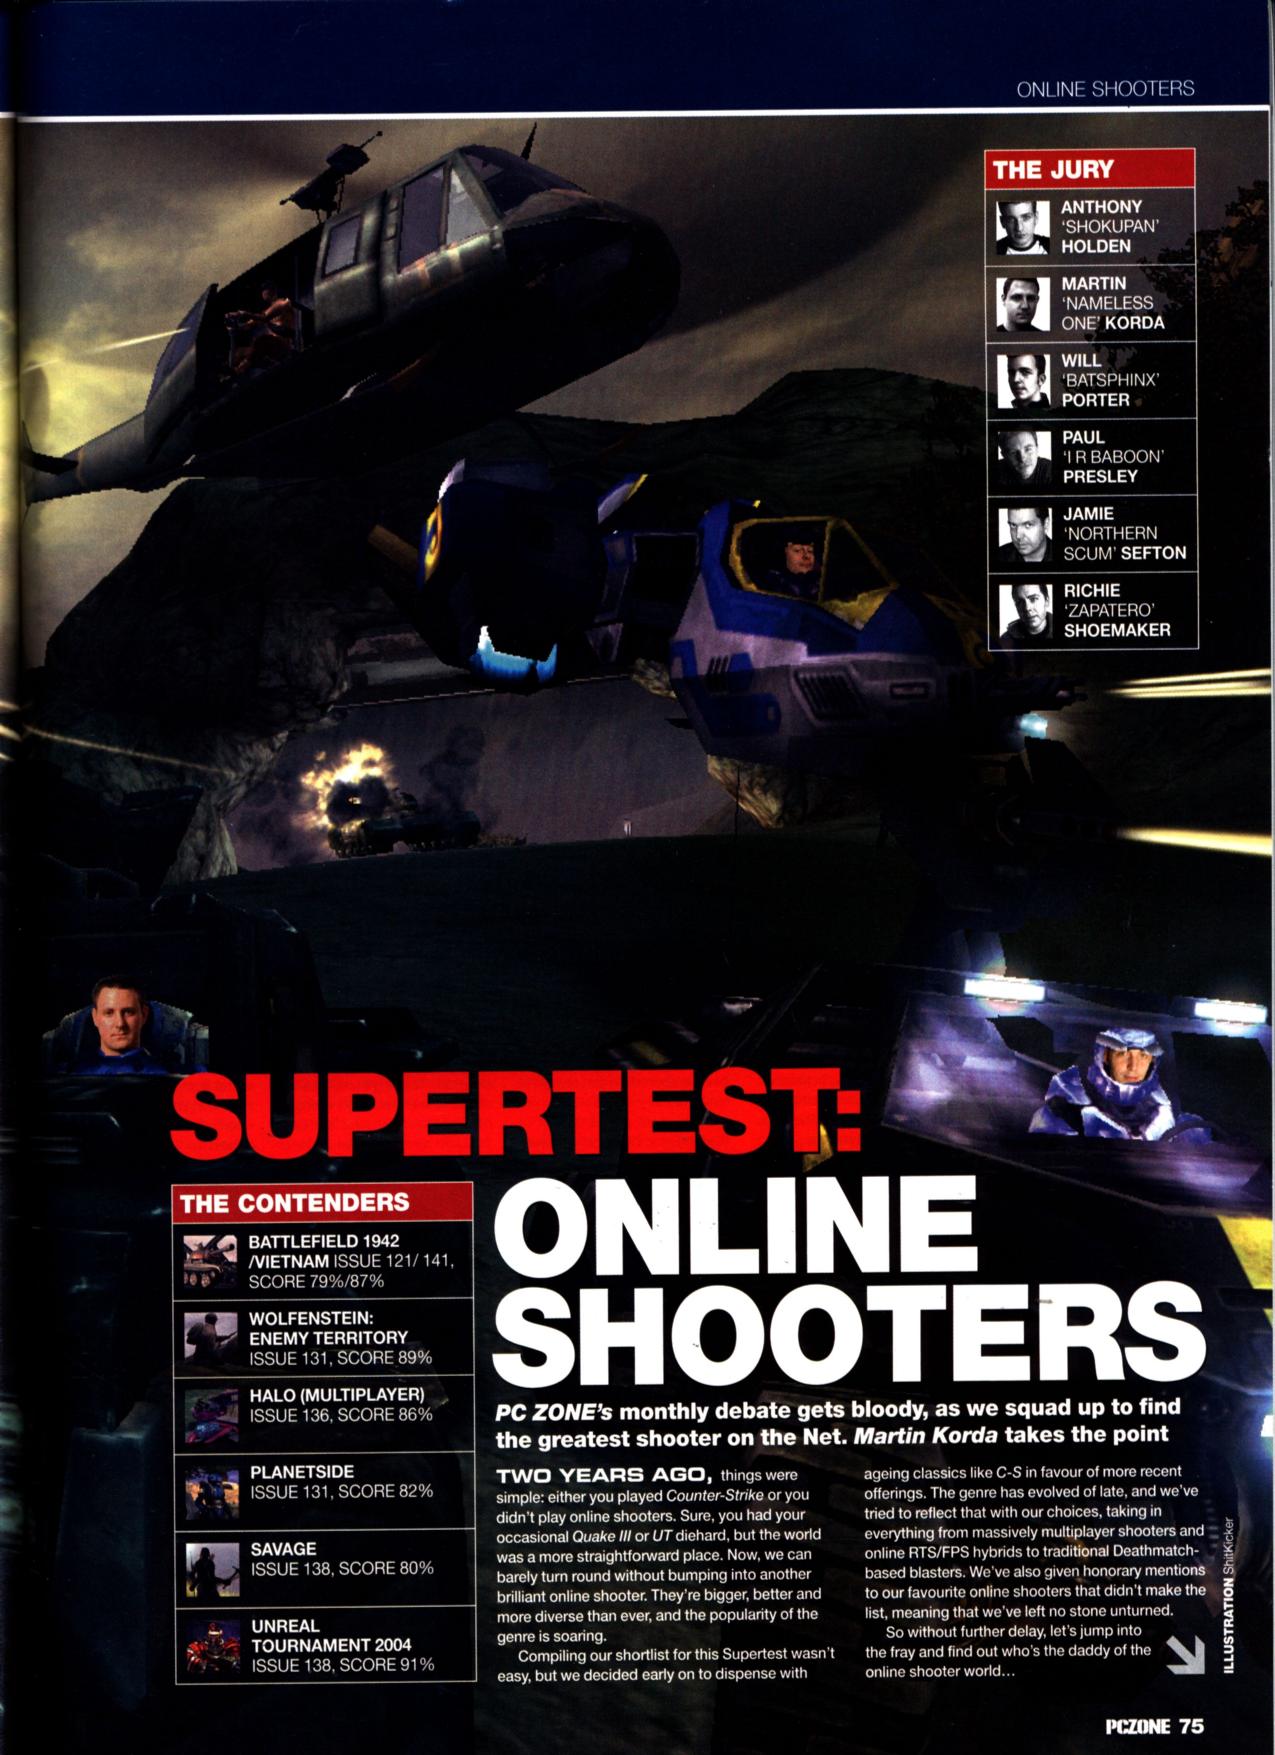 ONLINE SHOOTERS
THE JURY
ANTHONY
'SHOKUPAN'
HOLDEN
MARTIN
'NAMELESS
ONE' KORDA
WILL
'BATSPHINX'
PORTER
PAUL
'I R BABOON'
PRESLEY
JAMIE
'NORTHERN
SCUM' SEFTON
RICHIE
'ZAPATERO'
SHOEMAKER
SUPERTEST:
ONLINE
SHOOTERS
THE CONTENDERS
BATTLEFIELD 1942
/VIETNAM ISSUE 121/ 141,
SCORE 79%/87%
WOLFENSTEIN:
ENEMY TERRITORY
ISSUE 131, SCORE 89%
HALO (MULTIPLAYER)
ISSUE 136, SCORE 86%
PLANETSIDE
ISSUE 131, SCORE 82%
SAVAGE
ISSUE 138, SCORE 80%
UNREAL
TOURNAMENT 2004
ISSUE 138, SCORE 91%
PC ZONE's monthly debate gets bloody, as we squad up to find
the greatest shooter on the Net. Martin Korda takes the point
TWO YEARS AGO, things were
simple: either you played Counter-Strike or you
didn't play online shooters. Sure, you had your
occasional Quake III or UT diehard, but the world
was a more straightforward place. Now, we can
barely turn round without bumping into another
brilliant online shooter. They're bigger, better and
more diverse than ever, and the popularity of the
genre is soaring.
Compiling our shortlist for this Supertest wasn't
easy, but we decided early on to dispense with
ageing classics like C-S in favour of more recent
offerings. The genre has evolved of late, and we've
tried to reflect that with our choices, taking in
everything from massively multiplayer shooters and
online RTS/FPS hybrids to traditional Deathmatch-
based blasters. We've also given honorary mentions
to our favourite online shooters that didn't make the
list, meaning that we've left no stone unturned.
So without further delay, let's jump into
the fray and find out who's the daddy of the
online shooter world...
ILLUSTRATION ShitKicker
PCZONE 75